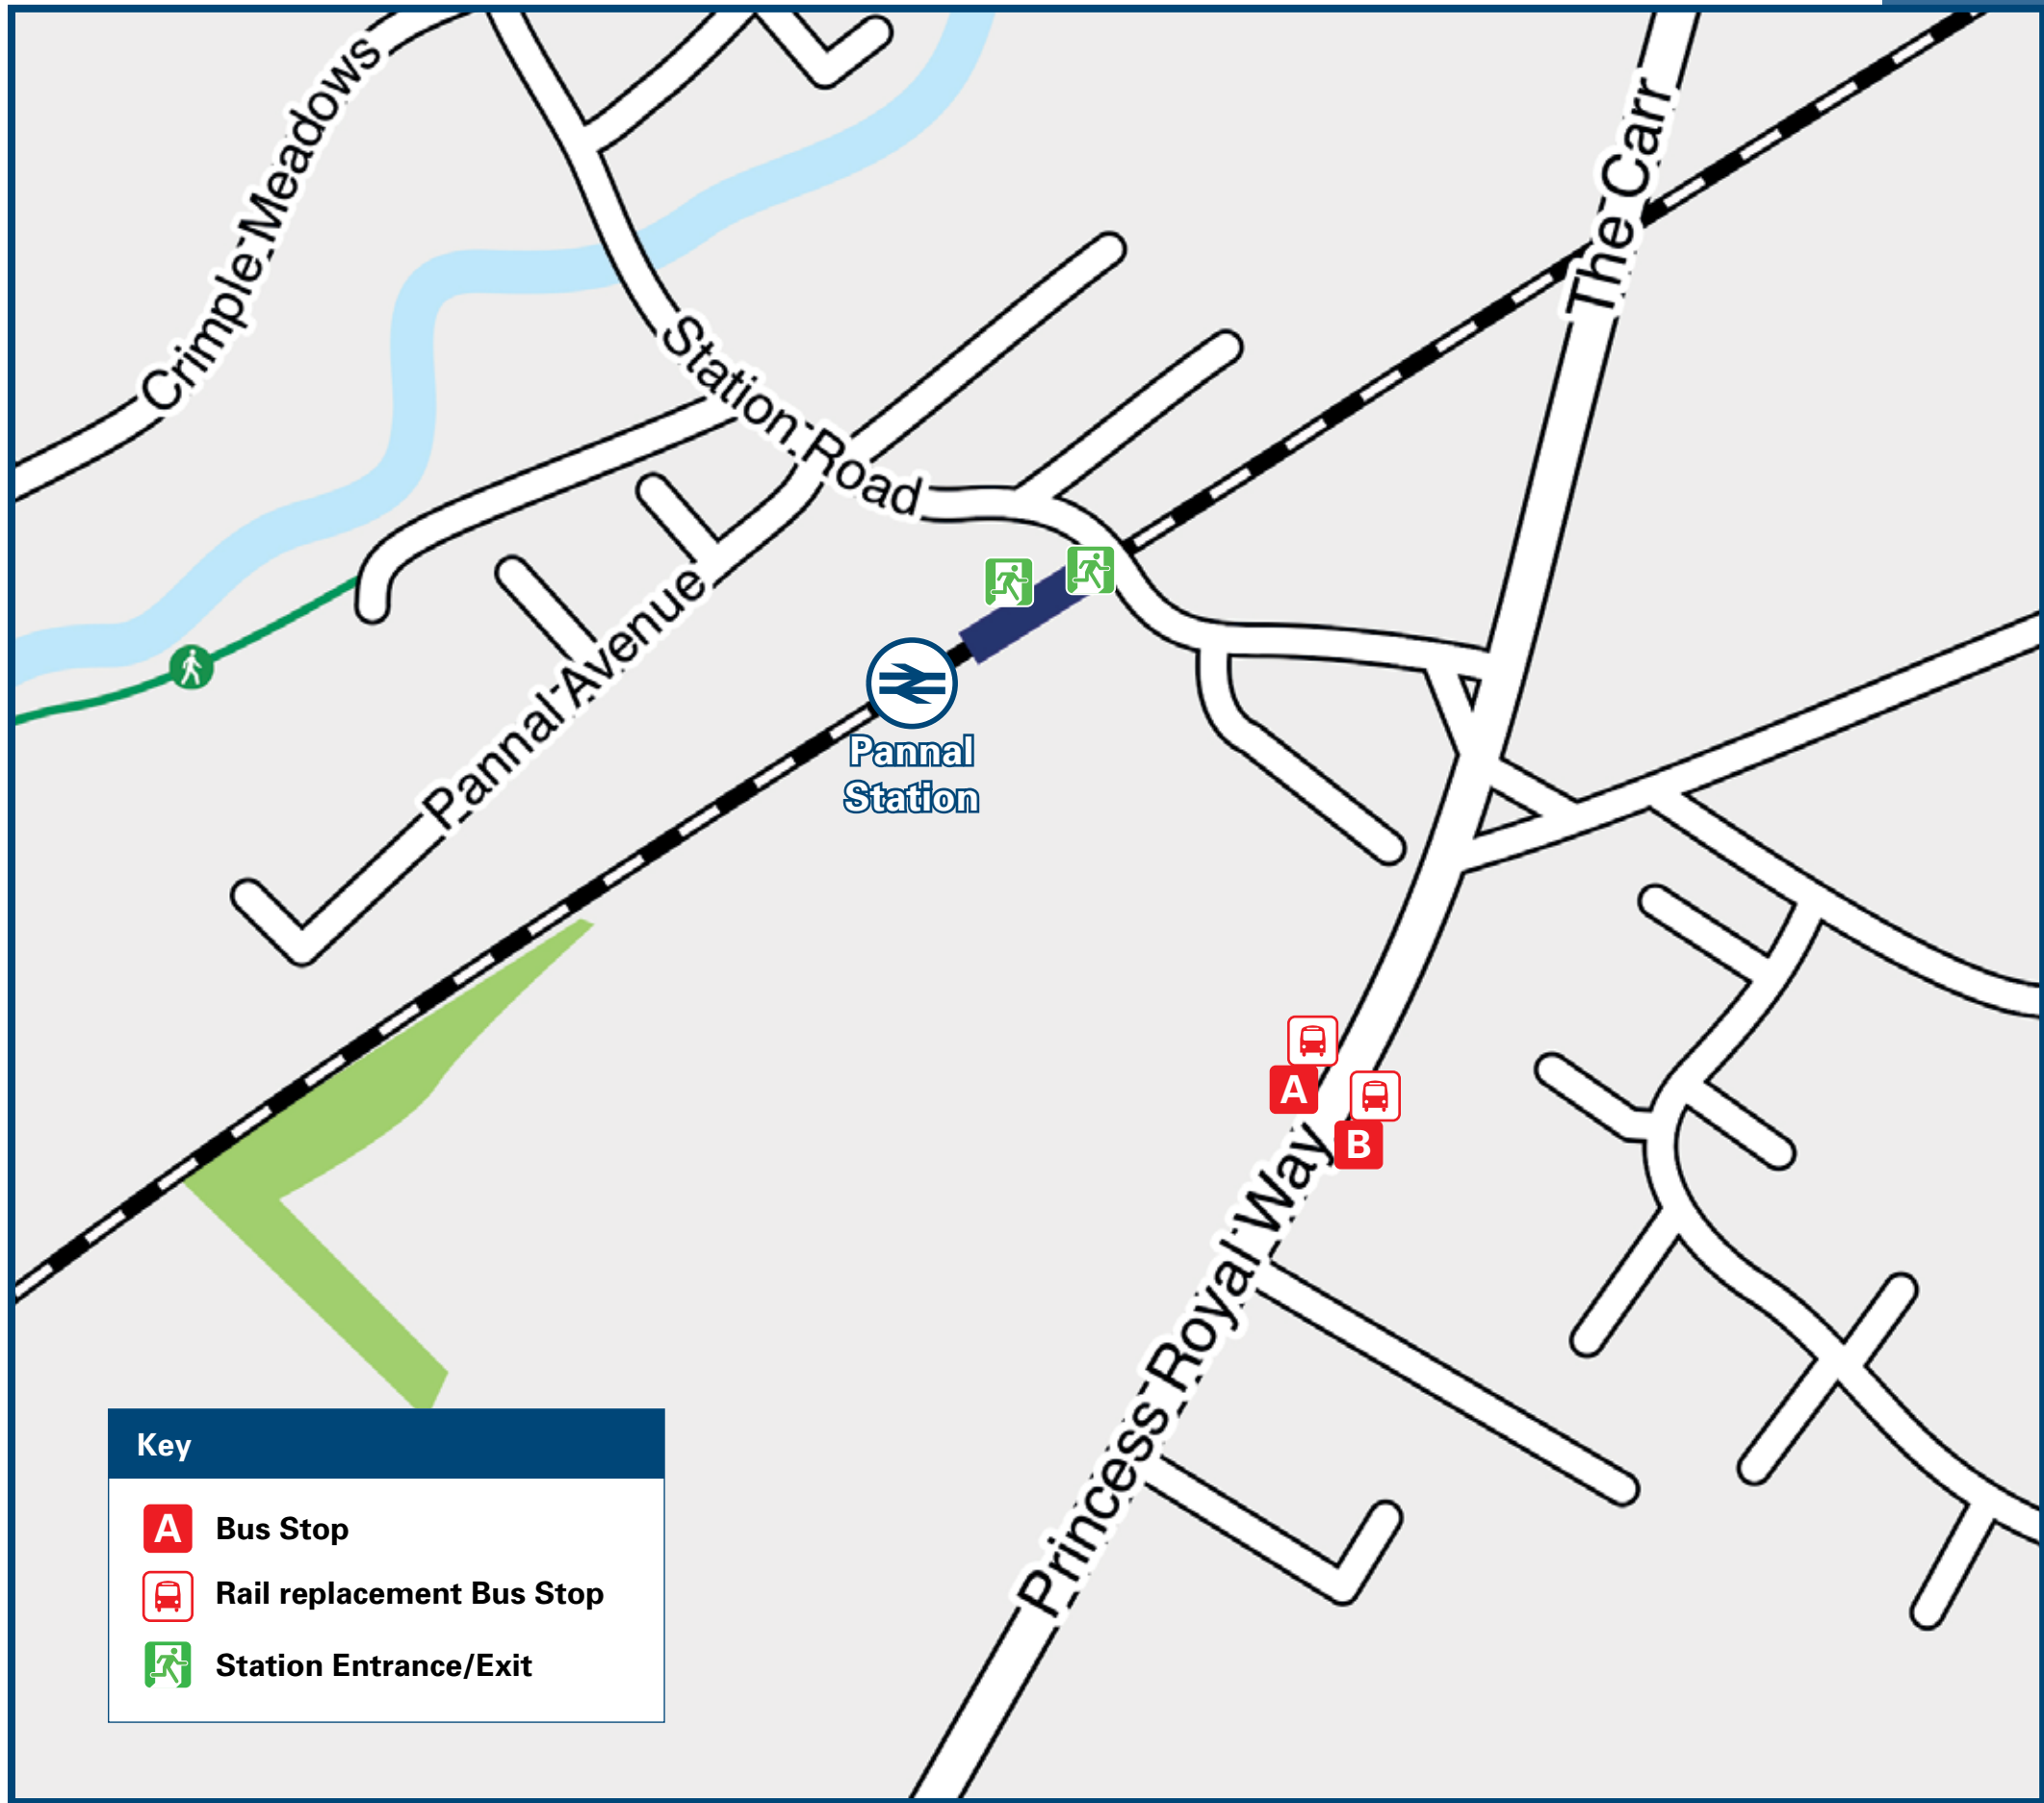 Crimple Meadows
The Carr
Station Road
Pannal Avenue
Pannal
Station
A
B
Princess Royal Way
Key
A Bus Stop
Rail replacement Bus Stop
Station Entrance/Exit